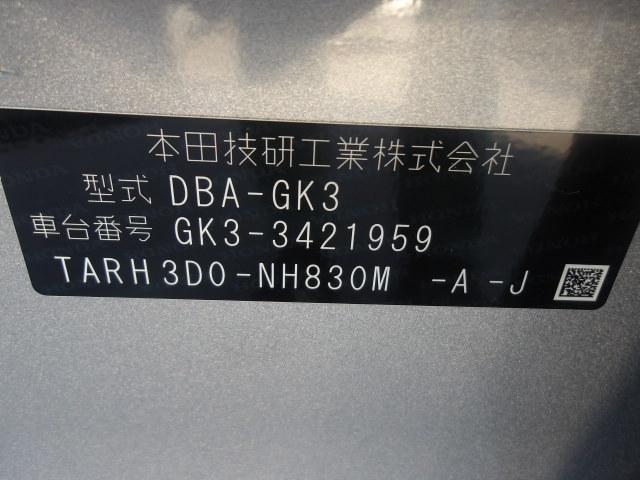 本田技研工業株式会社
型式 DBA-GK3
車台番号 GK3-3421959
TARH3D0-NH830M -A -J